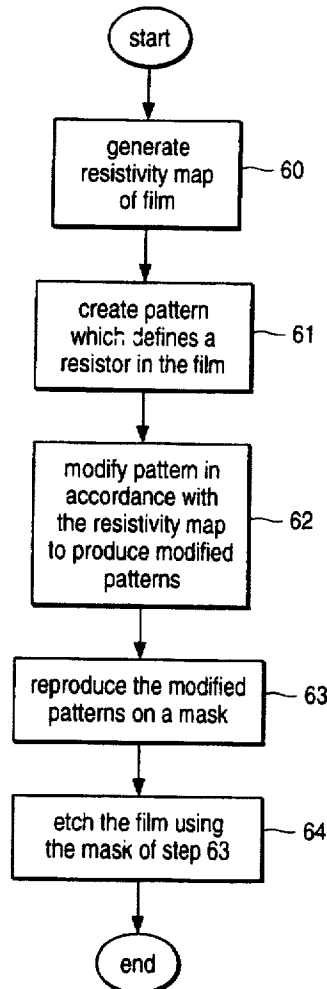 start
generate
resistivity map
of film
60
create pattern
which defines a
resistor in the film
61
modify pattern in
accordance with
the resistivity map
to produce modified
patterns
62
reproduce the modified
patterns on a mask
63
etch the film using
the mask of step 63
64
end